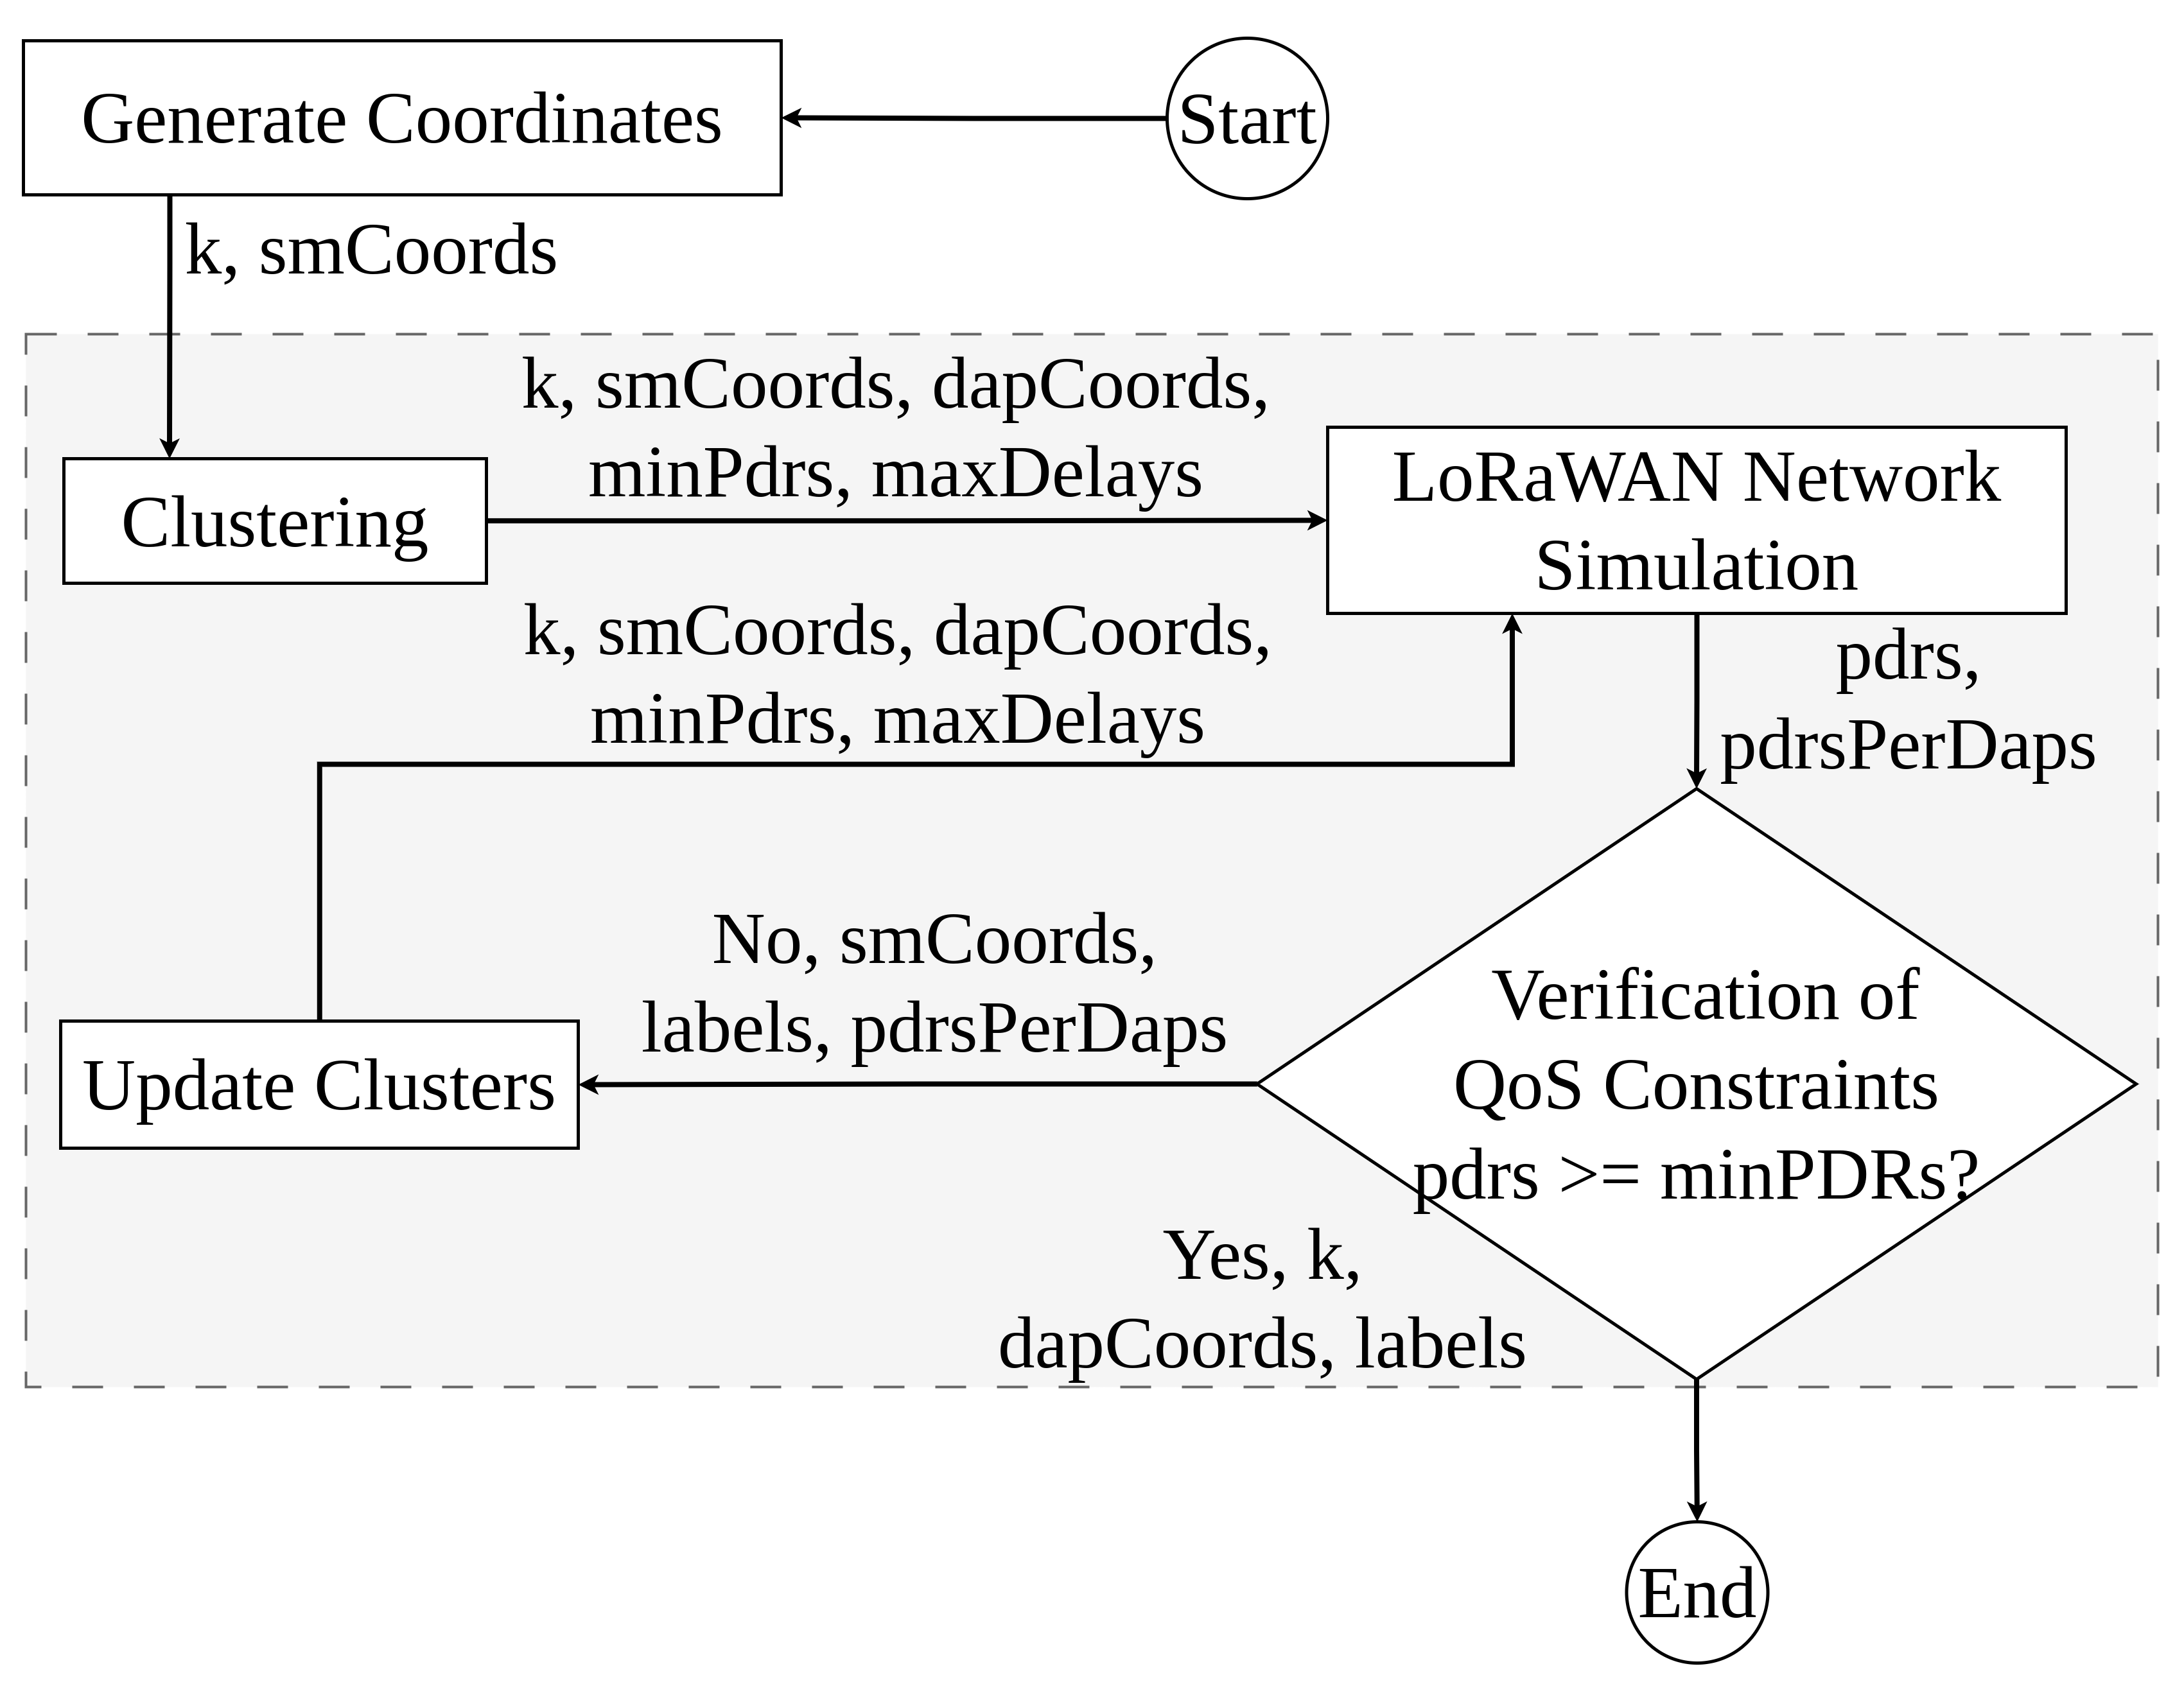 Generate Coordinates
Start
k, smCoords
k, smCoords, dapCoords,
minPdrs, maxDelays
Clustering
LoRaWAN Network
Simulation
k, smCoords, dapCoords,
minPdrs, maxDelays
pdrs,
pdrsPerDaps
No, smCoords,
labels, pdrsPerDaps
Update Clusters
Verification of
QoS Constraints
pdrs >= minPDRs?
Yes, k,
dapCoords, labels
End